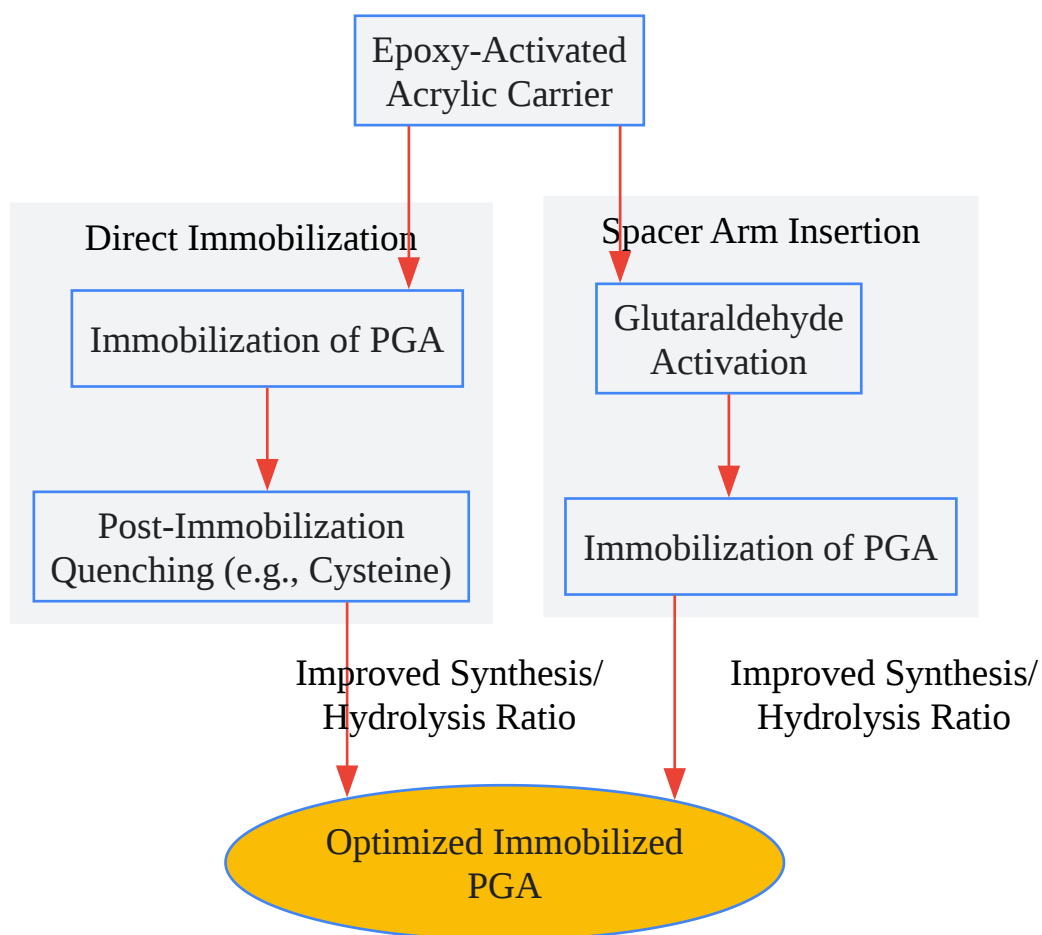 Epoxy-Activated
Acrylic Carrier
Direct Immobilization
Immobilization of PGA
Post-Immobilization
Quenching (e.g., Cysteine)
Spacer Arm Insertion
Glutaraldehyde
Activation
Immobilization of PGA
Improved Synthesis/
Hydrolysis Ratio
Improved Synthesis/
Hydrolysis Ratio
Optimized Immobilized
PGA